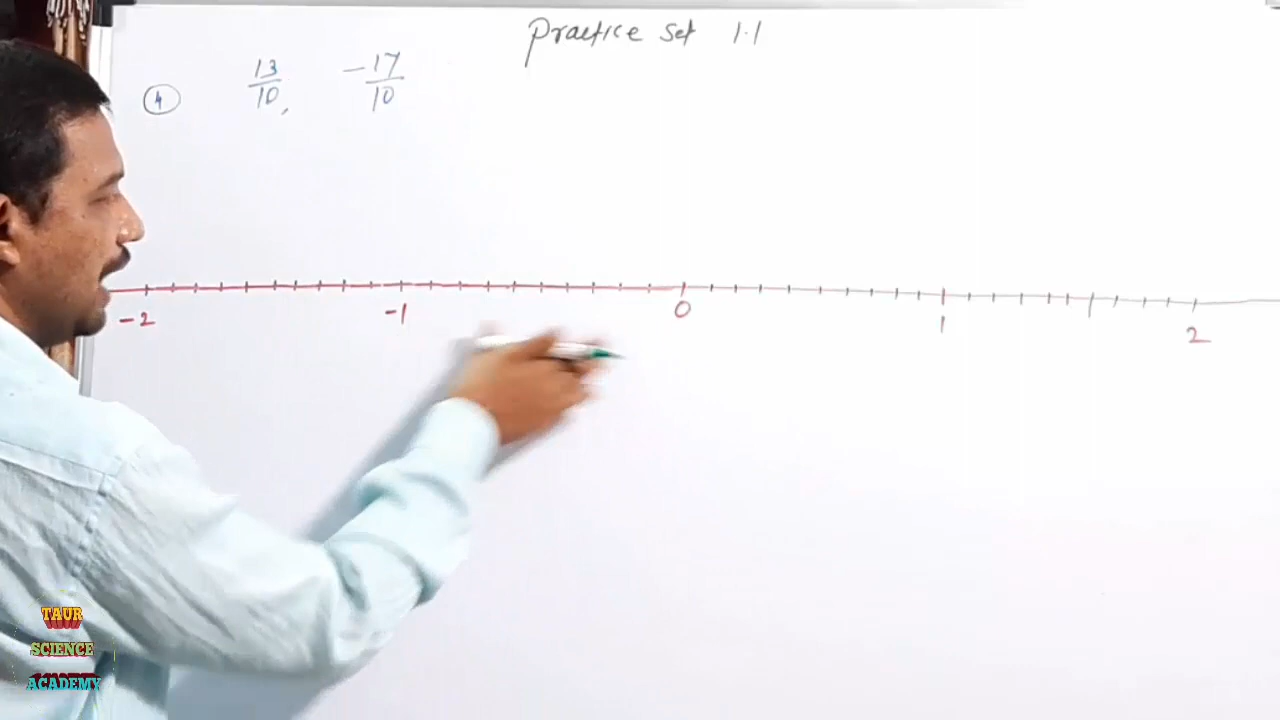 Practice set 1.1
4 13/10, -17/10
-2 -1 0 1 2
TAUR
SCIENCE
ACADEMY